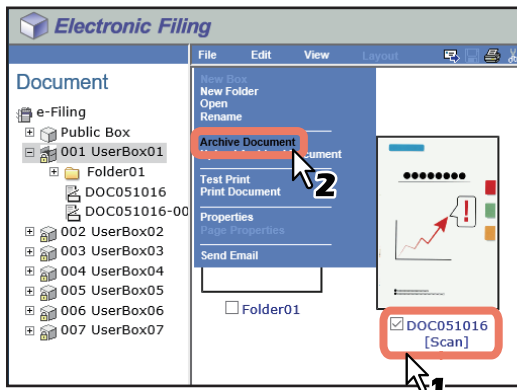 Electronic Filing
File Edit View Layout
Document
e-Filing
Public Box
001 UserBox01
Folder01
DOC051016
DOC051016-00
002 UserBox02
003 UserBox03
004 UserBox04
005 UserBox05
006 UserBox06
007 UserBox07
New Box
New Folder
Open
Rename
Archive Document
Document
Test Print
Print Document
Properties
Page Properties
Send Email
2
Folder01
!
DOC051016
[Scan]
1